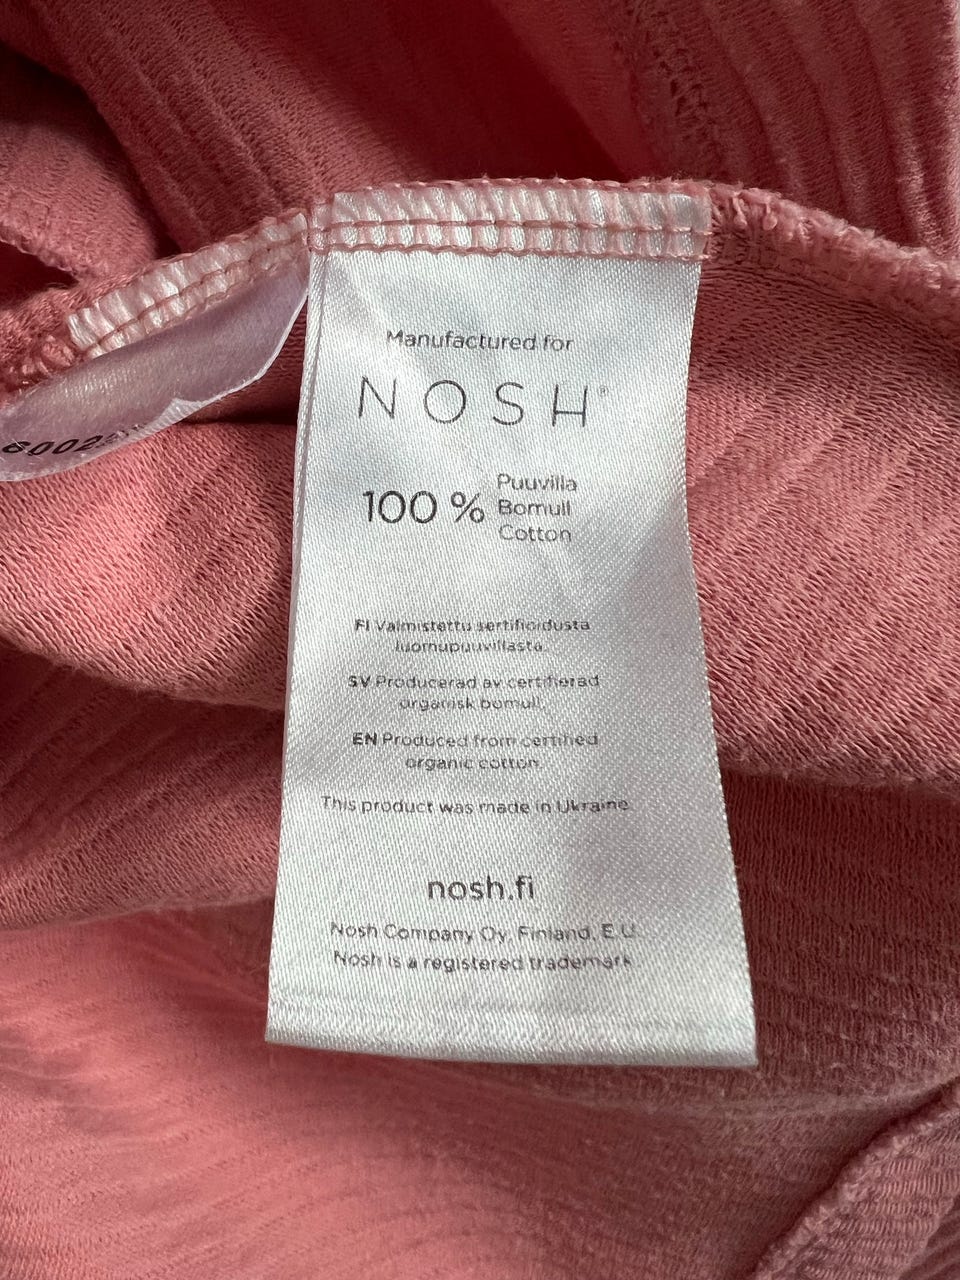 Manufactured for
NOSH®
100 % Puuvilla
Bomull
Cotton
FI Valmistettu sertifioidusta
luomupuuvillasta.
SV Producerad av certifierad
organisk bomull.
EN Produced from certified
organic cotton.
This product was made in Ukraine.
nosh.fi
Nosh Company Oy, Finland, E.U.
Nosh is a registered trademark.